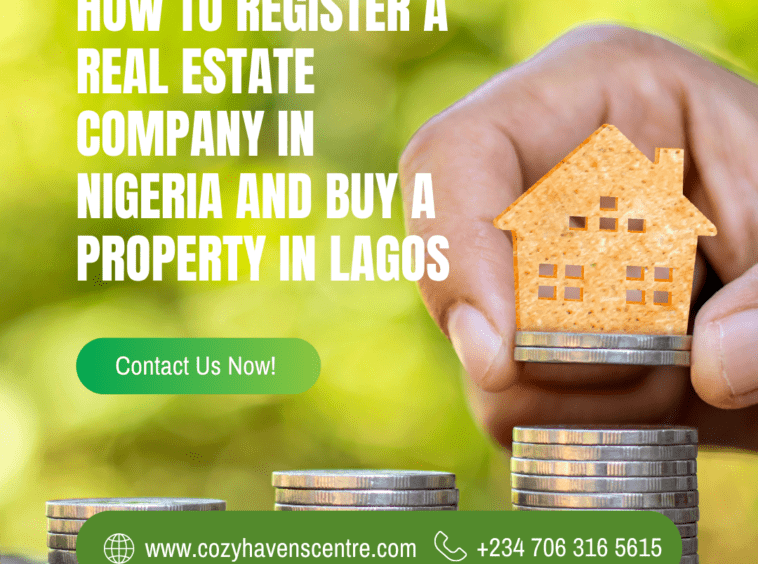 HOW TO REGISTER A
REAL ESTATE
COMPANY IN
NIGERIA AND BUY A
PROPERTY IN LAGOS
Contact Us Now!
www.cozyhavenscentre.com
+234 706 316 5615